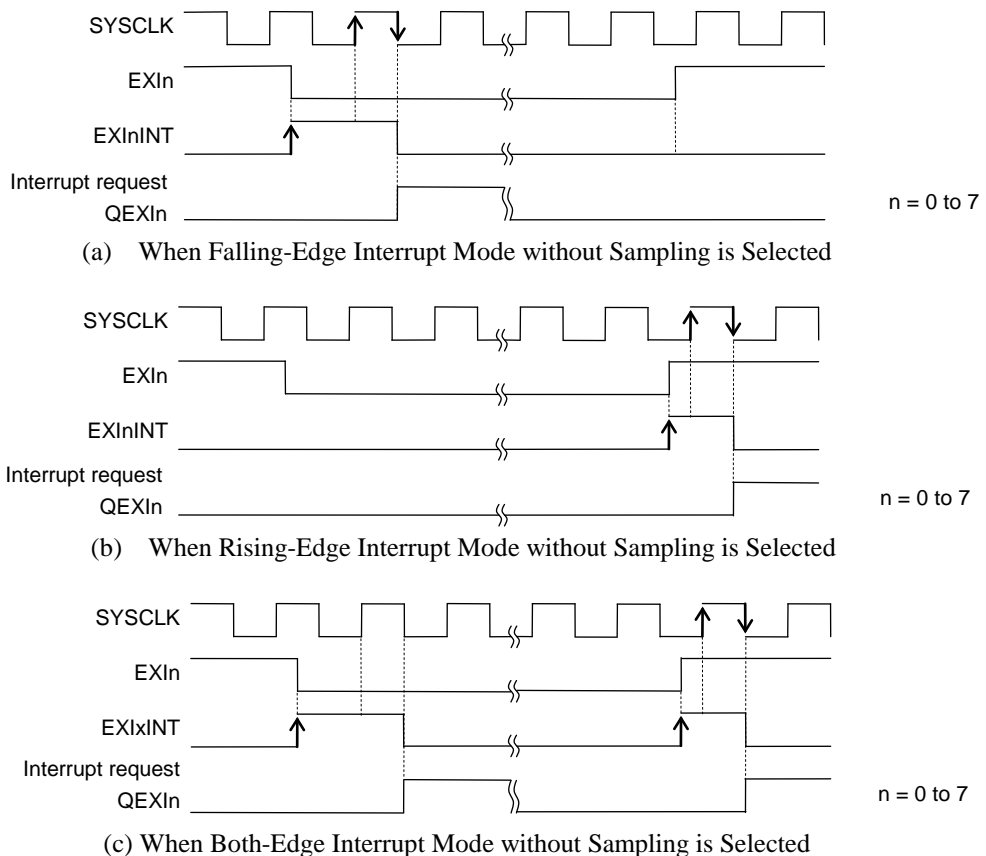 SYSCLK
EXIn
EXInINT
Interrupt request
QEXIn
n = 0 to 7
(a) When Falling-Edge Interrupt Mode without Sampling is Selected
SYSCLK
EXIn
EXInINT
Interrupt request
QEXIn
n = 0 to 7
(b) When Rising-Edge Interrupt Mode without Sampling is Selected
SYSCLK
EXIn
EXIxINT
Interrupt request
QEXIn
n = 0 to 7
(c) When Both-Edge Interrupt Mode without Sampling is Selected